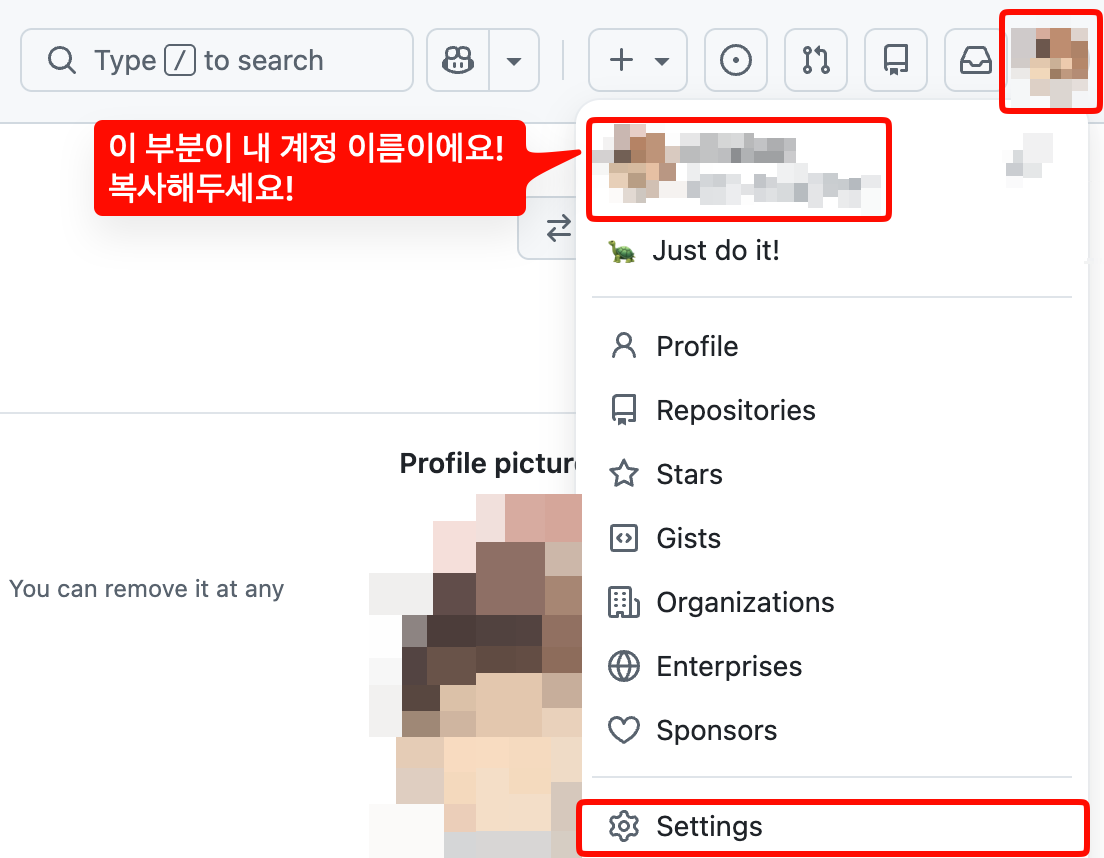 Type / to search
이 부분이 내 계정 이름이에요!
복사해두세요!
Just do it!
Profile
Repositories
Profile
Stars
Gists
You can remove it at any
Organizations
Enterprises
Sponsors
Settings